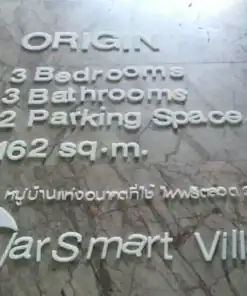 ORIGIN
3 Bedrooms
3 Bathrooms
2 Parking Space
162 sq.m.
หมู่บ้านแห่งอนาคตที่ใช้
arSmart Vill